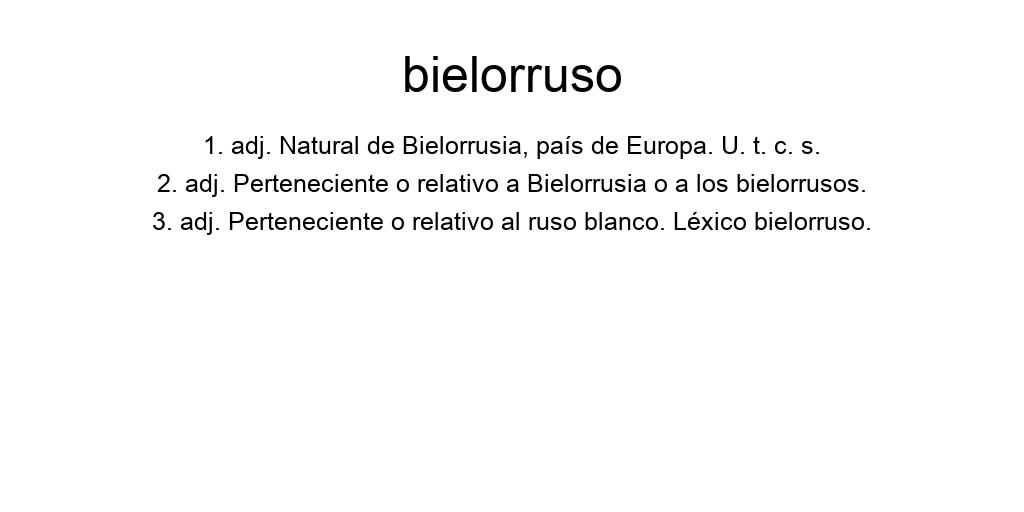 bielorruso
1. adj. Natural de Bielorrusia, país de Europa. U. t. c. s.
2. adj. Perteneciente o relativo a Bielorrusia o a los bielorrusos.
3. adj. Perteneciente o relativo al ruso blanco. Léxico bielorruso.